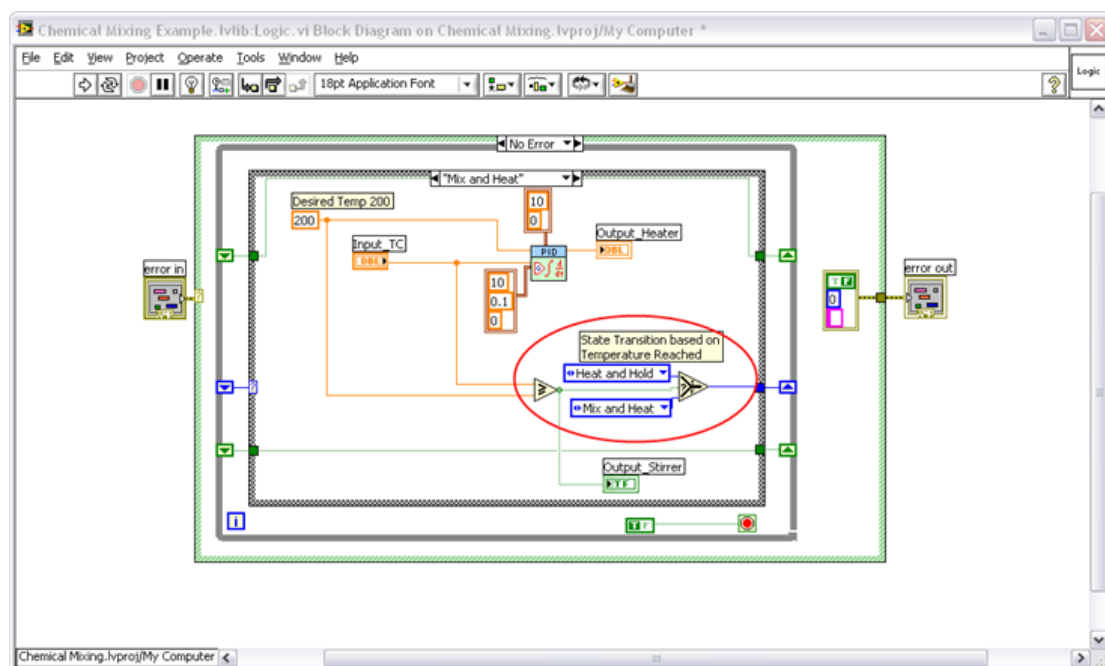 Chemical Mixing Example.lvlib:Logic.vi Block Diagram on Chemical Mixing.lvproj/My Computer *
File Edit View Project Operate Tools Window Help
18pt Application Font
?
Logic
No Error
"Mix and Heat"
Desired Temp 200
200
10
0
Input_TC
DBL
PID
Output_Heater
DBL
10
0.1
0
error in
?
error out
T F
0
State Transition based on
Temperature Reached
Heat and Hold
?
Mix and Heat
?
≥
Output_Stirrer
TF
i
T F
Chemical Mixing.lvproj/My Computer